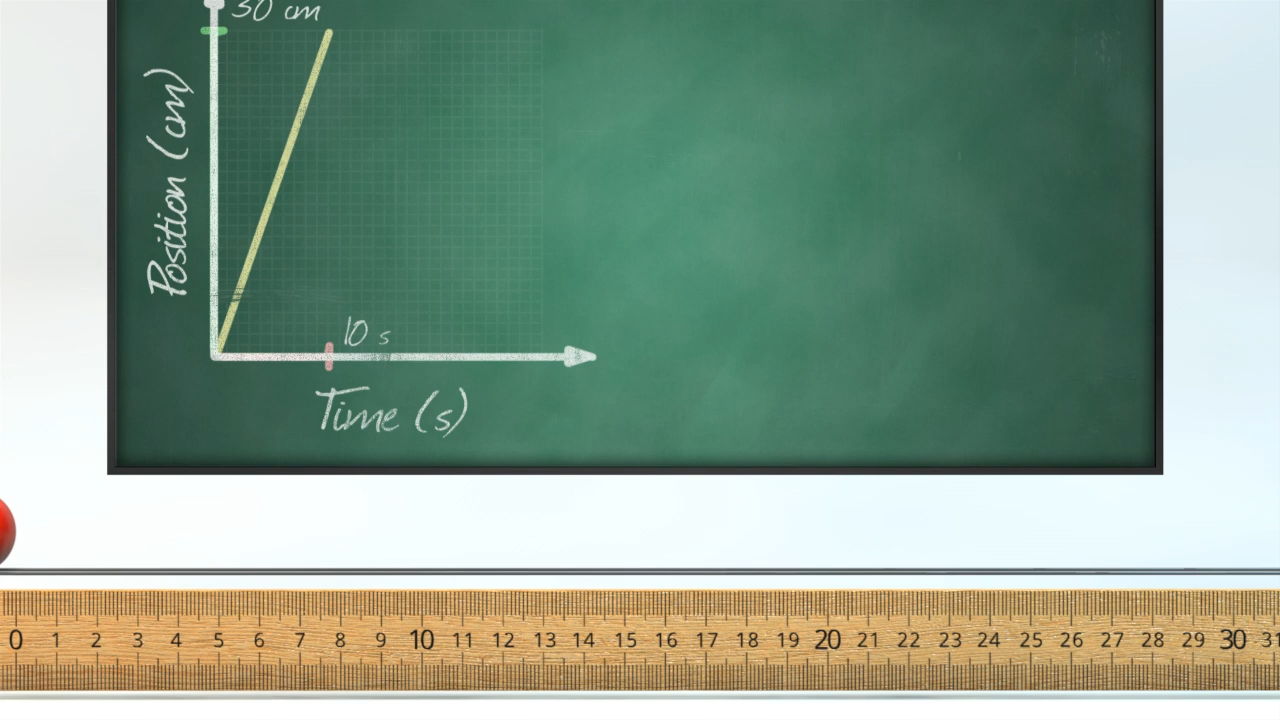 30 cm
Position (cm)
10 s
Time (s)
0 1 2 3 4 5 6 7 8 9 10 11 12 13 14 15 16 17 18 19 20 21 22 23 24 25 26 27 28 29 30 31